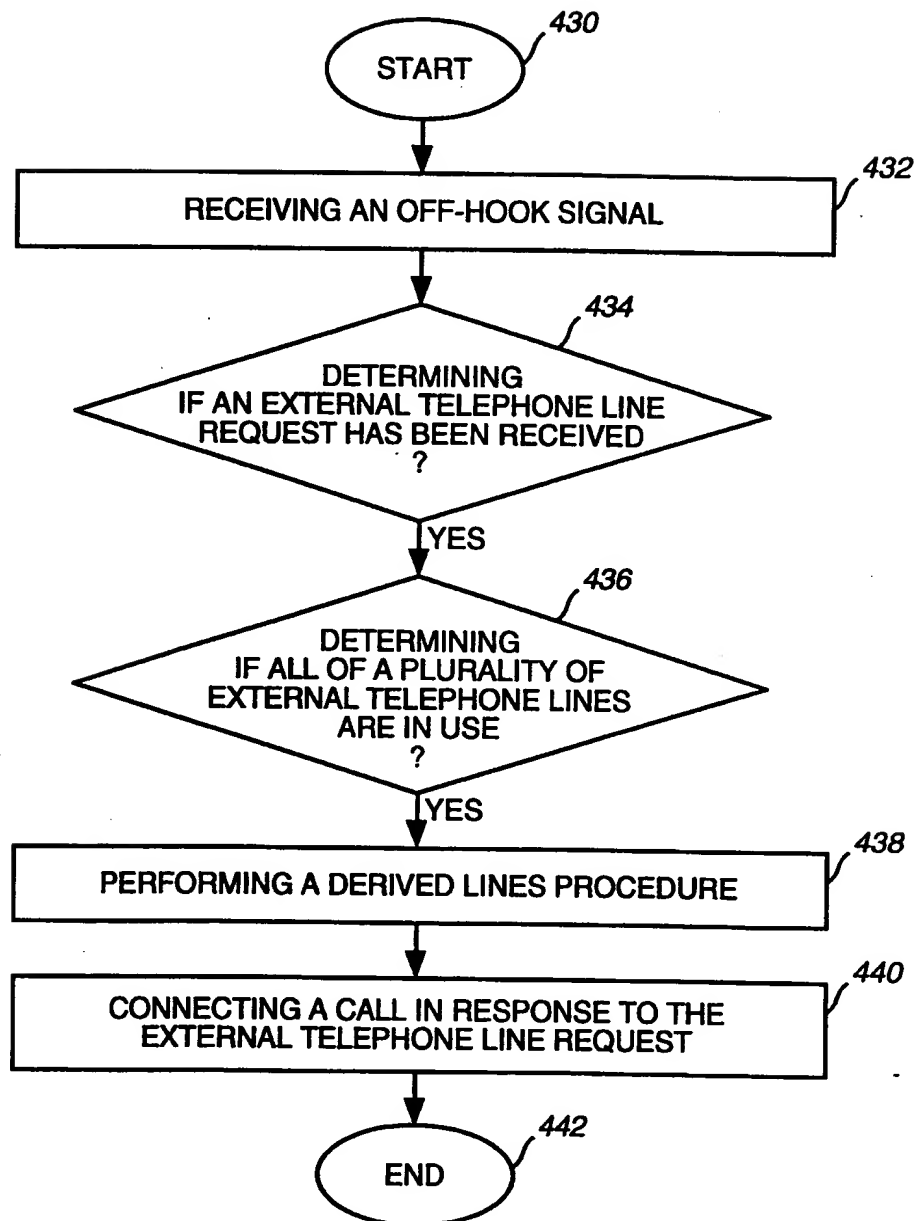 430
START
432
RECEIVING AN OFF-HOOK SIGNAL
434
DETERMINING
IF AN EXTERNAL TELEPHONE LINE
REQUEST HAS BEEN RECEIVED
?
YES
436
DETERMINING
IF ALL OF A PLURALITY OF
EXTERNAL TELEPHONE LINES
ARE IN USE
?
YES
438
PERFORMING A DERIVED LINES PROCEDURE
440
CONNECTING A CALL IN RESPONSE TO THE
EXTERNAL TELEPHONE LINE REQUEST
442
END